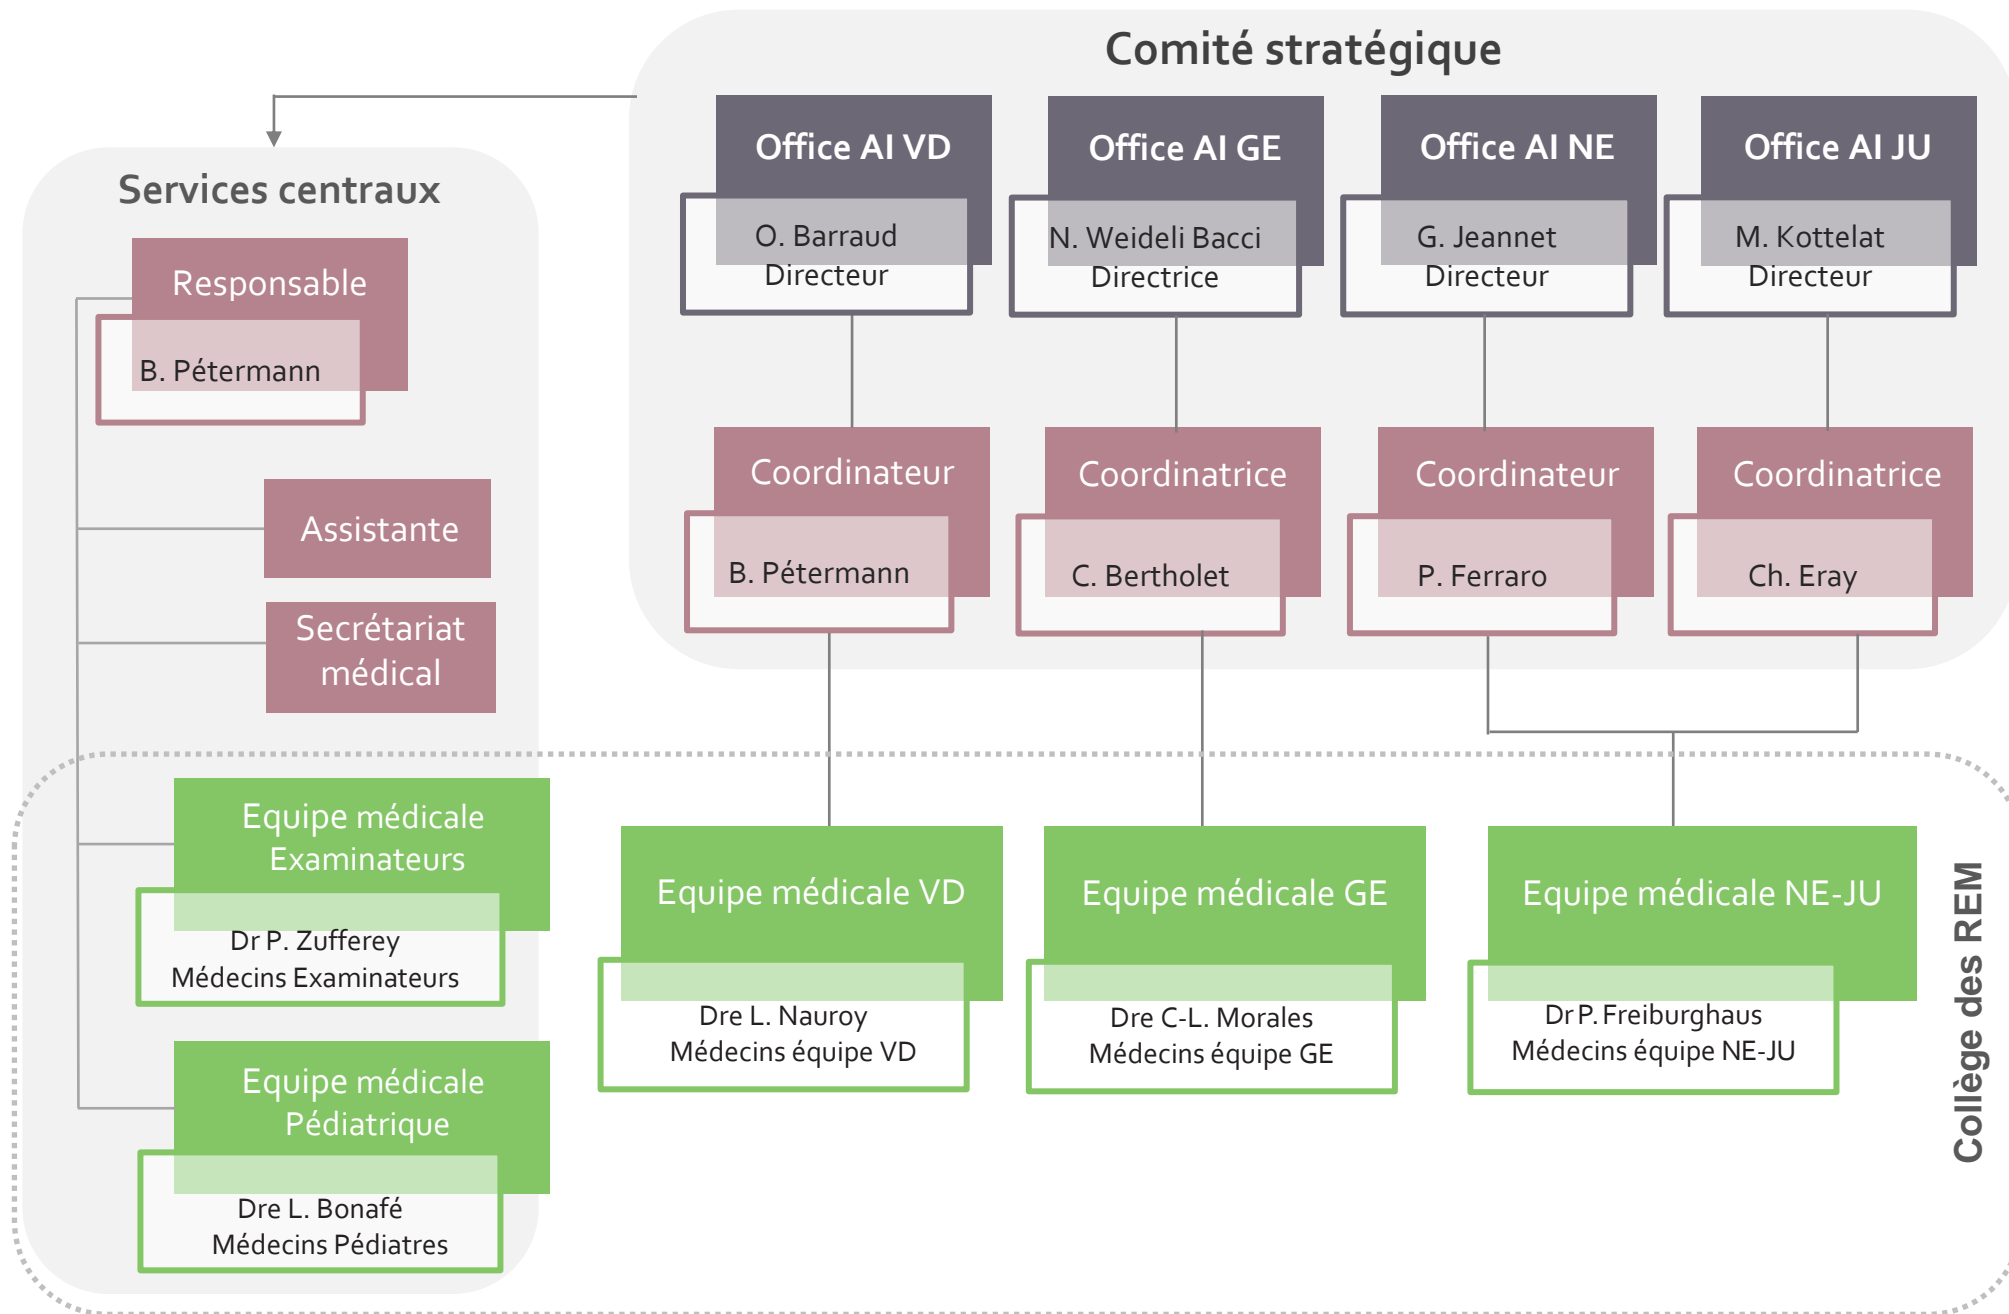 Comité stratégique
Office AI VD
O. Barraud
Directeur
Office AI GE
N. Weideli Bacci
Directrice
Office AI NE
G. Jeannet
Directeur
Office AI JU
M. Kottelat
Directeur
Coordinateur
B. Pétermann
Coordinatrice
C. Bertholet
Coordinateur
P. Ferraro
Coordinatrice
Ch. Eray
Services centraux
Responsable
B. Pétermann
Assistante
Secrétariat
médical
Equipe médicale
Examinateurs
Dr P. Zufferey
Médecins Examinateurs
Equipe médicale
Pédiatrique
Dre L. Bonafé
Médecins Pédiatres
Equipe médicale VD
Dre L. Nauroy
Médecins équipe VD
Equipe médicale GE
Dre C-L. Morales
Médecins équipe GE
Equipe médicale NE-JU
Dr P. Freiburghaus
Médecins équipe NE-JU
Collège des REM